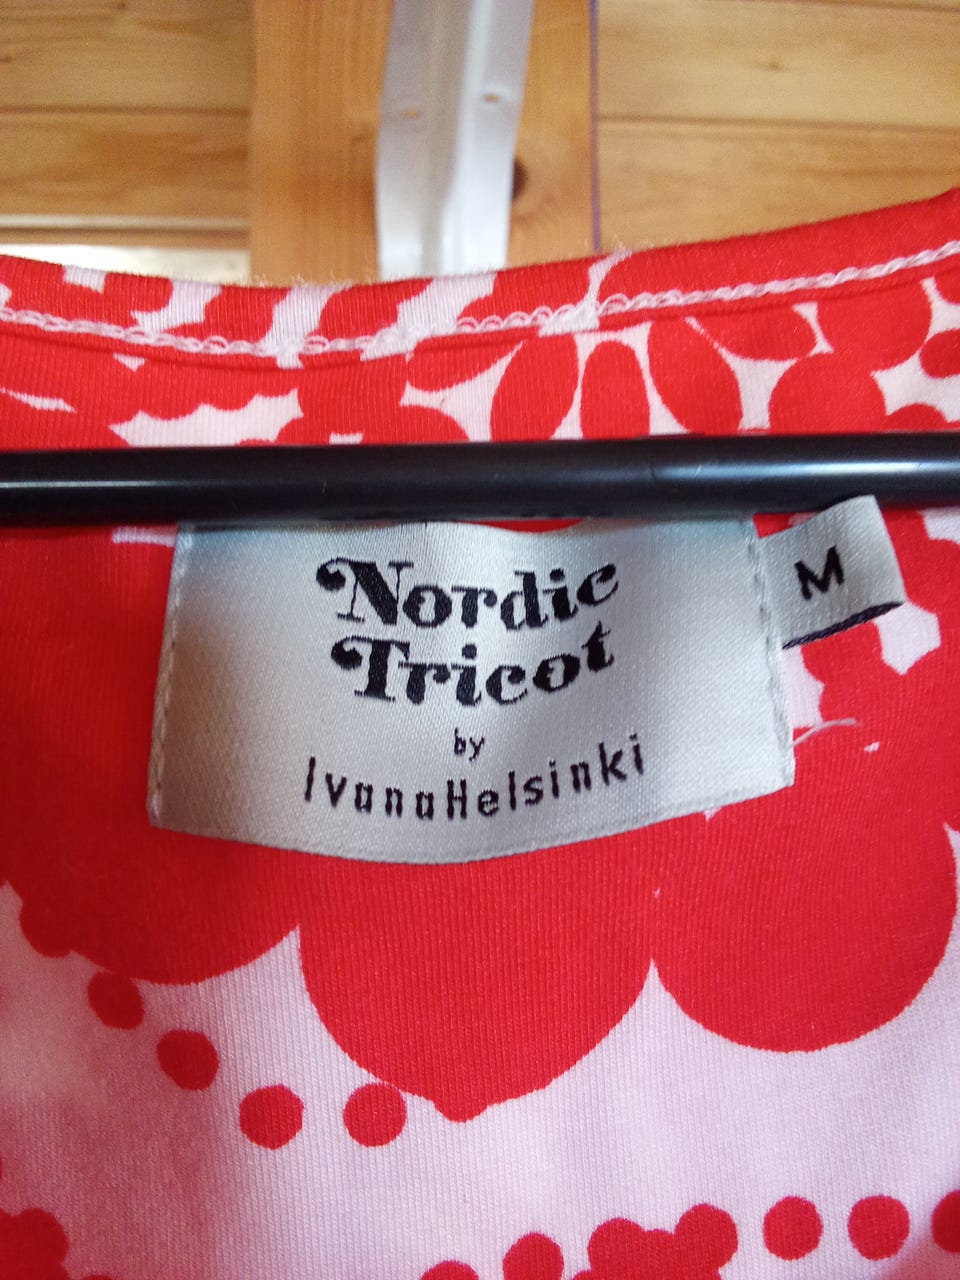 Nordic
Tricot
by
IvanaHelsinki
M